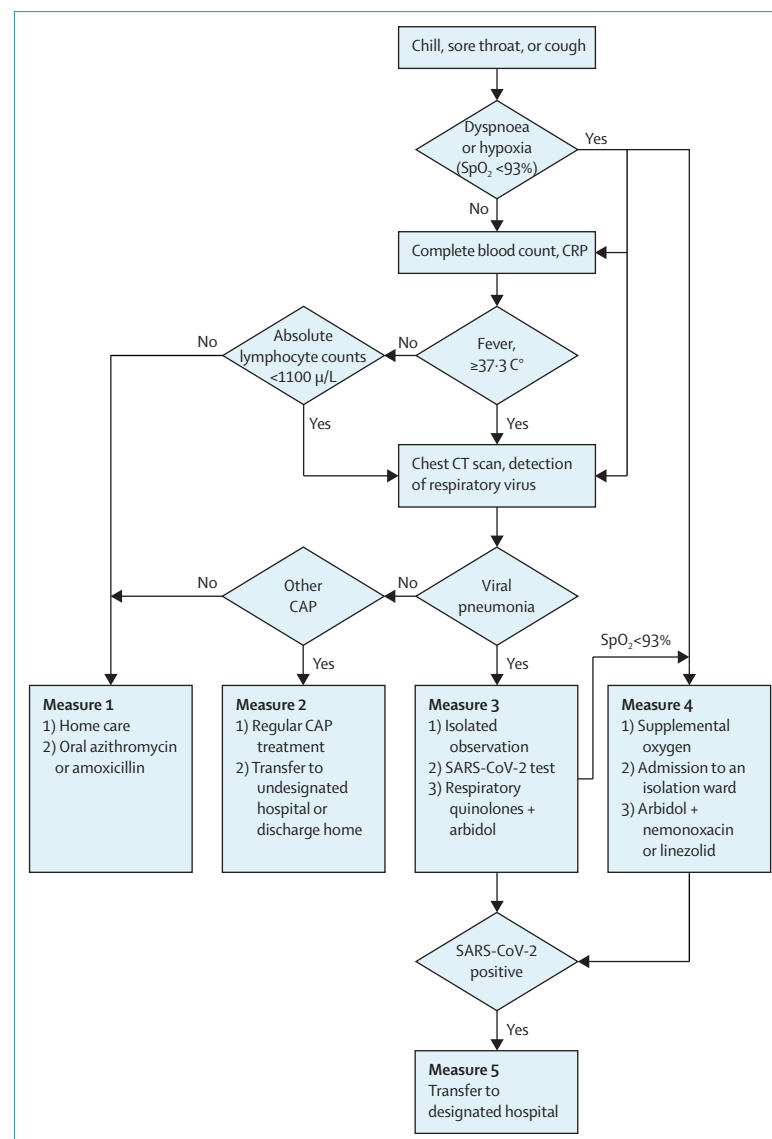 Chill, sore throat, or cough
Dyspnoea
or hypoxia
(SpO₂ <93%)
Yes
No
Complete blood count, CRP
Fever,
≥37·3 C°
No
Absolute
lymphocyte counts
<1100 µ/L
No
Yes
Yes
Chest CT scan, detection
of respiratory virus
Viral
pneumonia
No
Other
CAP
No
Yes
Yes
SpO₂<93%
Measure 1
1) Home care
2) Oral azithromycin
or amoxicillin
Measure 2
1) Regular CAP
treatment
2) Transfer to
undesignated
hospital or
discharge home
Measure 3
1) Isolated
observation
2) SARS-CoV-2 test
3) Respiratory
quinolones +
arbidol
Measure 4
1) Supplemental
oxygen
2) Admission to an
isolation ward
3) Arbidol +
nemonoxacin
or linezolid
SARS-CoV-2
positive
Yes
Measure 5
Transfer to
designated hospital